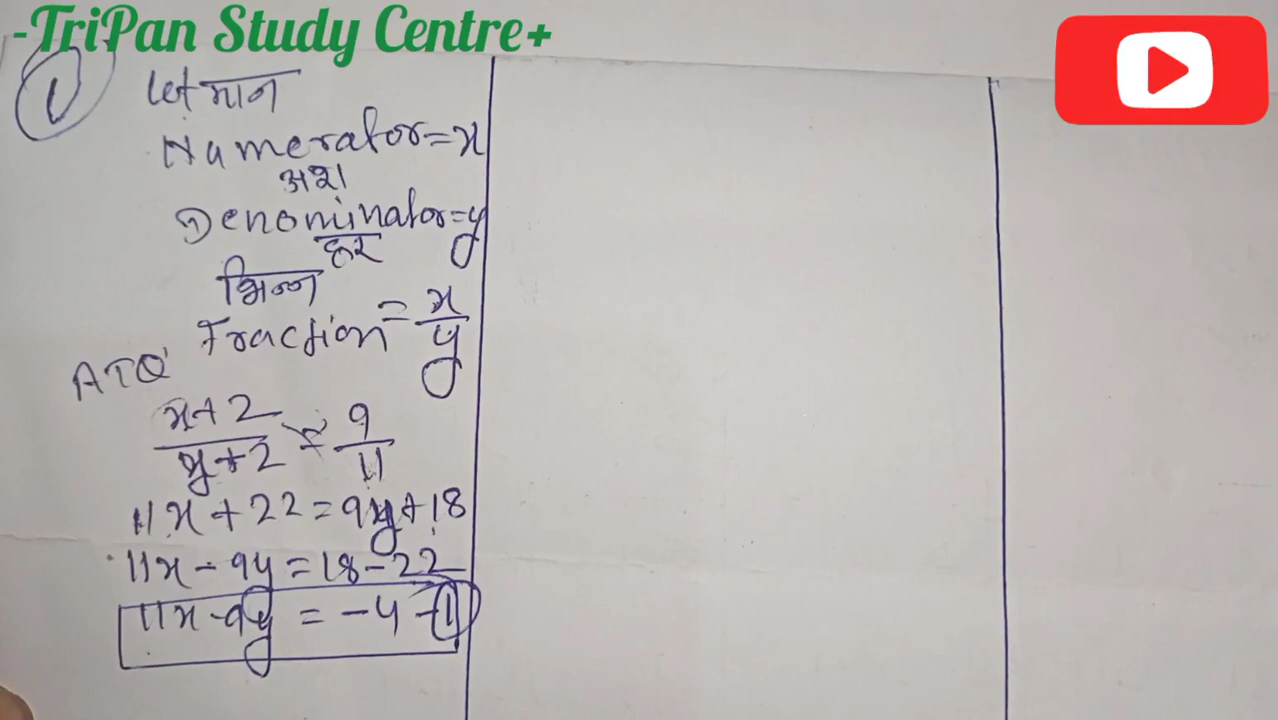 -TriPan Study Centre+
1
Let मान
Numerator=x
अंश
Denominator=y
हर
भिन्न
Fraction = x/y
ATQ
x+2/y+2 = 9/11
11x+22=9y+18
11x-9y=18-22
11x-9y = -4 -1